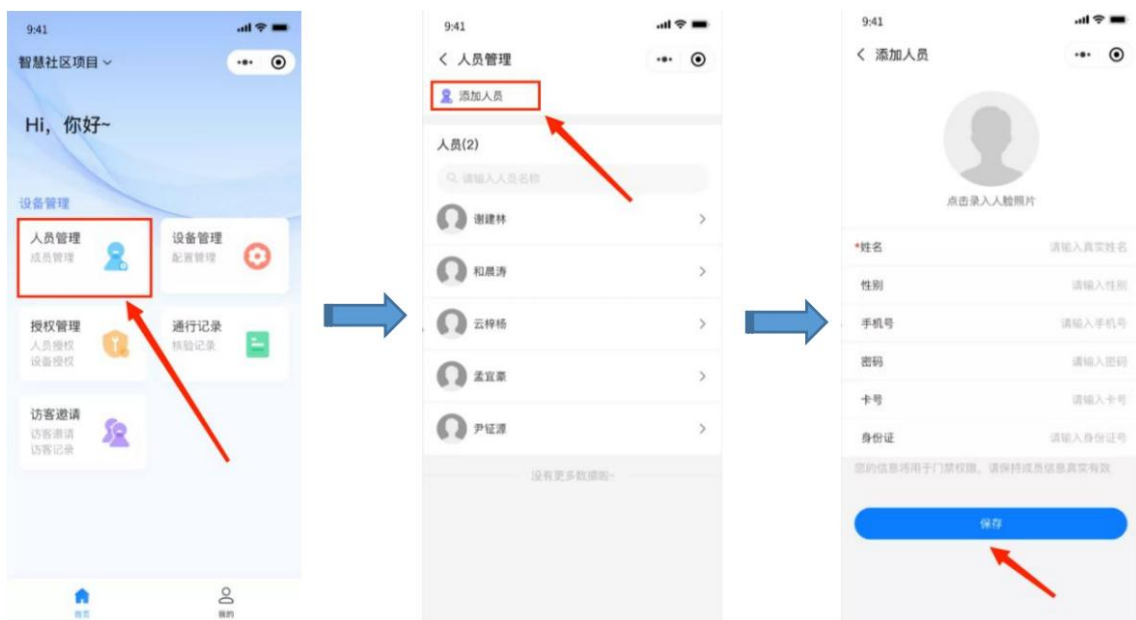 9:41
智慧社区项目
Hi，你好~
设备管理
人员管理
成员管理
设备管理
配置管理
授权管理
人员授权
设备授权
通行记录
核验记录
访客邀请
访客邀请
访客记录
首页
我的
9:41
人员管理
添加人员
人员(2)
请输入人员名称
谢建林
和晨涛
云梓杨
孟宜豪
尹征源
没有更多数据啦~
9:41
添加人员
点击录入人脸照片
*姓名 请输入真实姓名
性别 请输入性别
手机号 请输入手机号
密码 请输入密码
卡号 请输入卡号
身份证 请输入身份证号
您的信息将用于门禁权限，请保持成员信息真实有效
保存